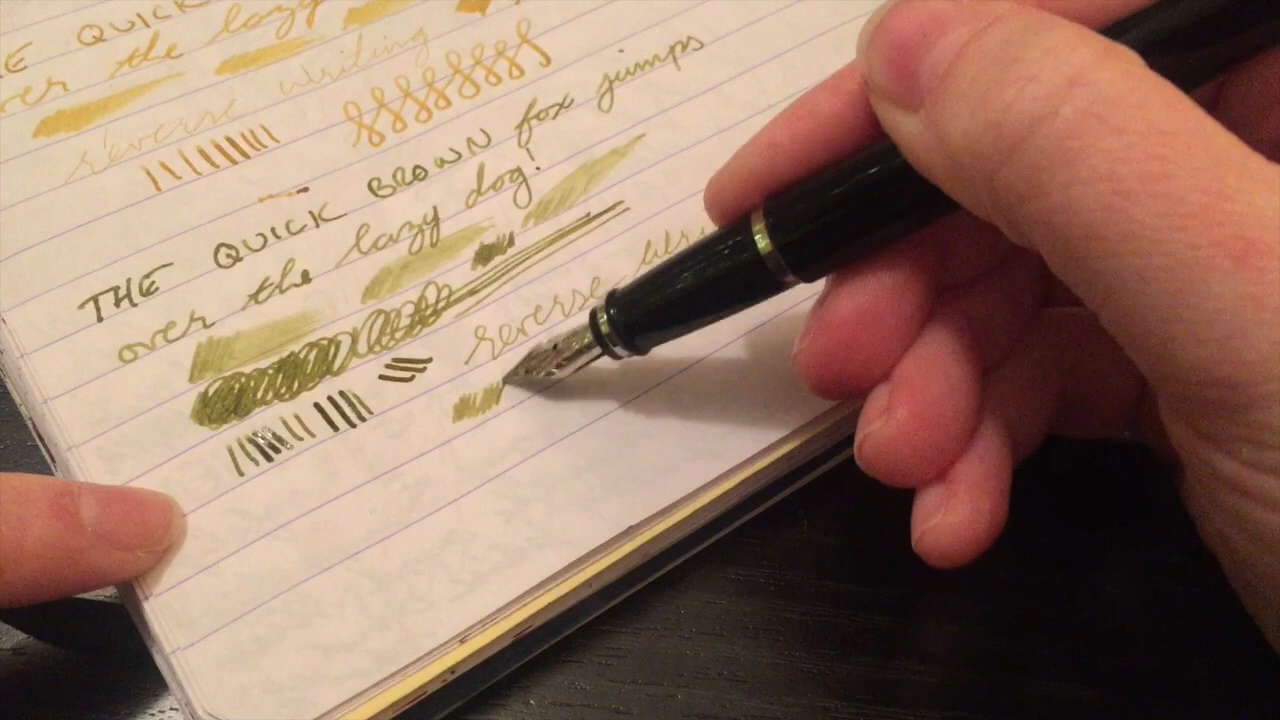 QUICK
over the lazy
reverse writing
THE QUICK BROWN fox jumps
over the lazy dog!
reverse